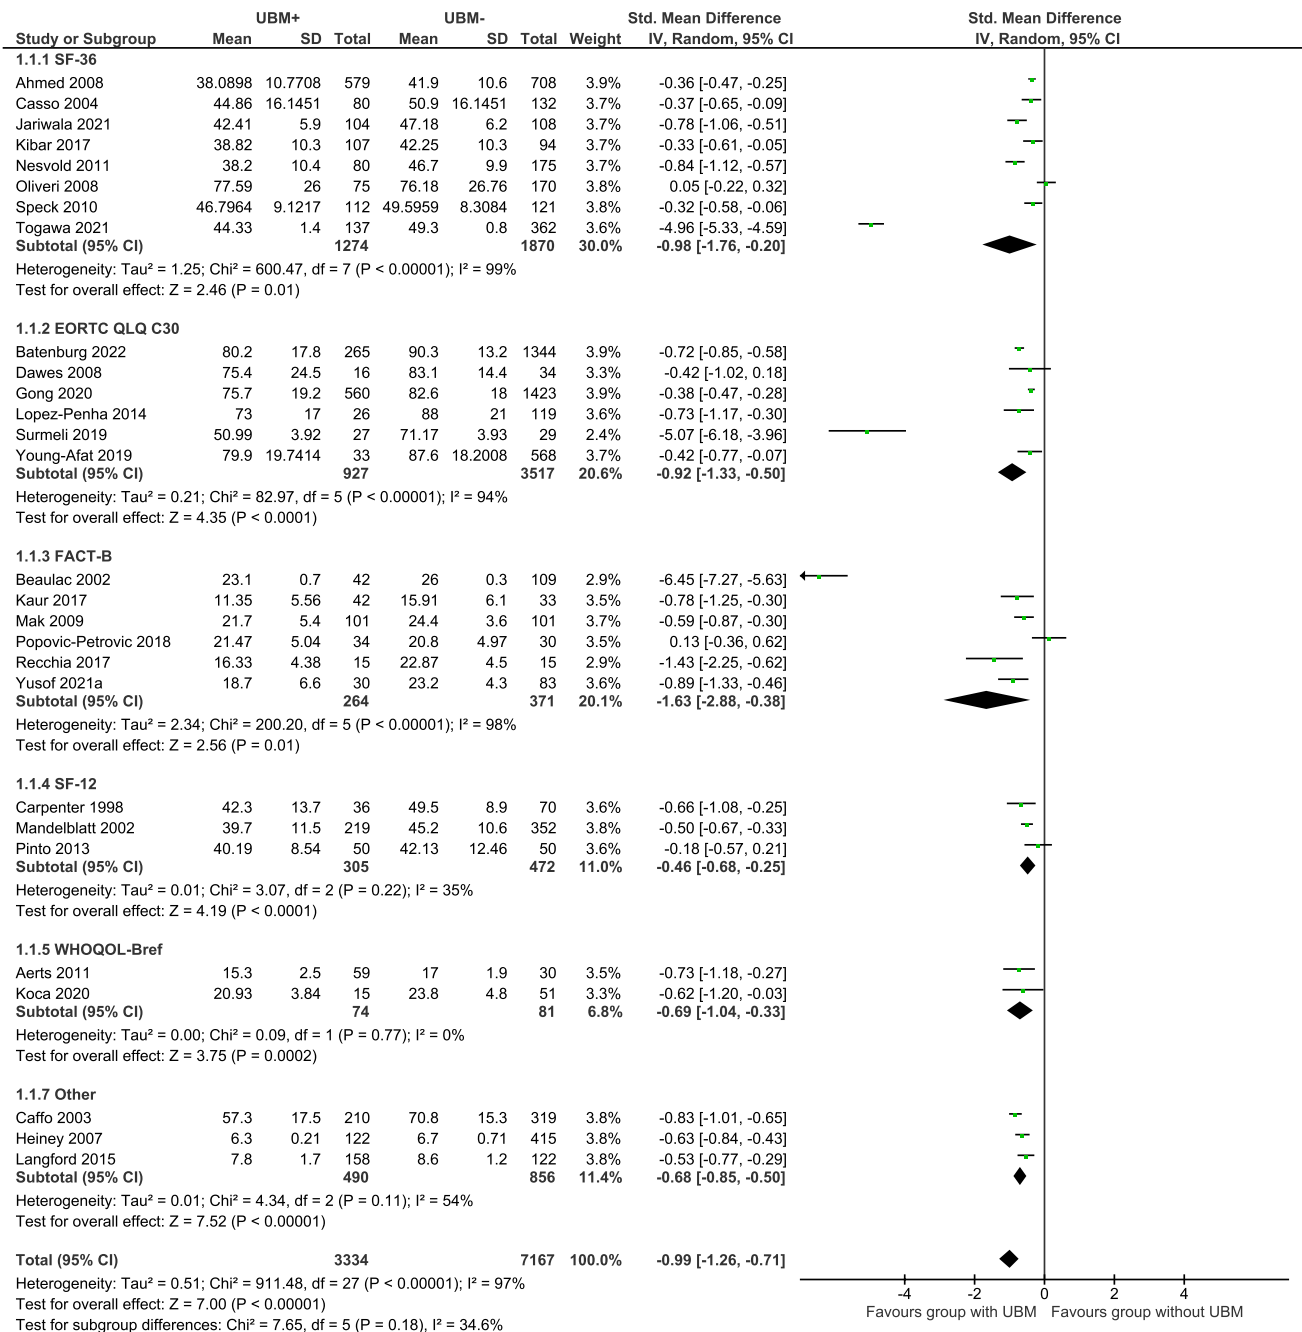 UBM+ UBM- Std. Mean Difference Std. Mean Difference
Study or Subgroup Mean SD Total Mean SD Total Weight IV, Random, 95% CI IV, Random, 95% CI
1.1.1 SF-36
Ahmed 2008 38.0898 10.7708 579 41.9 10.6 708 3.9% -0.36 [-0.47, -0.25]
Casso 2004 44.86 16.1451 80 50.9 16.1451 132 3.7% -0.37 [-0.65, -0.09]
Jariwala 2021 42.41 5.9 104 47.18 6.2 108 3.7% -0.78 [-1.06, -0.51]
Kibar 2017 38.82 10.3 107 42.25 10.3 94 3.7% -0.33 [-0.61, -0.05]
Nesvold 2011 38.2 10.4 80 46.7 9.9 175 3.7% -0.84 [-1.12, -0.57]
Oliveri 2008 77.59 26 75 76.18 26.76 170 3.8% 0.05 [-0.22, 0.32]
Speck 2010 46.7964 9.1217 112 49.5959 8.3084 121 3.8% -0.32 [-0.58, -0.06]
Togawa 2021 44.33 1.4 137 49.3 0.8 362 3.6% -4.96 [-5.33, -4.59]
Subtotal (95% CI) 1274 1870 30.0% -0.98 [-1.76, -0.20]
Heterogeneity: Tau² = 1.25; Chi² = 600.47, df = 7 (P < 0.00001); I² = 99%
Test for overall effect: Z = 2.46 (P = 0.01)
1.1.2 EORTC QLQ C30
Batenburg 2022 80.2 17.8 265 90.3 13.2 1344 3.9% -0.72 [-0.85, -0.58]
Dawes 2008 75.4 24.5 16 83.1 14.4 34 3.3% -0.42 [-1.02, 0.18]
Gong 2020 75.7 19.2 560 82.6 18 1423 3.9% -0.38 [-0.47, -0.28]
Lopez-Penha 2014 73 17 26 88 21 119 3.6% -0.73 [-1.17, -0.30]
Surmeli 2019 50.99 3.92 27 71.17 3.93 29 2.4% -5.07 [-6.18, -3.96]
Young-Afat 2019 79.9 19.7414 33 87.6 18.2008 568 3.7% -0.42 [-0.77, -0.07]
Subtotal (95% CI) 927 3517 20.6% -0.92 [-1.33, -0.50]
Heterogeneity: Tau² = 0.21; Chi² = 82.97, df = 5 (P < 0.00001); I² = 94%
Test for overall effect: Z = 4.35 (P < 0.0001)
1.1.3 FACT-B
Beaulac 2002 23.1 0.7 42 26 0.3 109 2.9% -6.45 [-7.27, -5.63]
Kaur 2017 11.35 5.56 42 15.91 6.1 33 3.5% -0.78 [-1.25, -0.30]
Mak 2009 21.7 5.4 101 24.4 3.6 101 3.7% -0.59 [-0.87, -0.30]
Popovic-Petrovic 2018 21.47 5.04 34 20.8 4.97 30 3.5% 0.13 [-0.36, 0.62]
Recchia 2017 16.33 4.38 15 22.87 4.5 15 2.9% -1.43 [-2.25, -0.62]
Yusof 2021a 18.7 6.6 30 23.2 4.3 83 3.6% -0.89 [-1.33, -0.46]
Subtotal (95% CI) 264 371 20.1% -1.63 [-2.88, -0.38]
Heterogeneity: Tau² = 2.34; Chi² = 200.20, df = 5 (P < 0.00001); I² = 98%
Test for overall effect: Z = 2.56 (P = 0.01)
1.1.4 SF-12
Carpenter 1998 42.3 13.7 36 49.5 8.9 70 3.6% -0.66 [-1.08, -0.25]
Mandelblatt 2002 39.7 11.5 219 45.2 10.6 352 3.8% -0.50 [-0.67, -0.33]
Pinto 2013 40.19 8.54 50 42.13 12.46 50 3.6% -0.18 [-0.57, 0.21]
Subtotal (95% CI) 305 472 11.0% -0.46 [-0.68, -0.25]
Heterogeneity: Tau² = 0.01; Chi² = 3.07, df = 2 (P = 0.22); I² = 35%
Test for overall effect: Z = 4.19 (P < 0.0001)
1.1.5 WHOQOL-Bref
Aerts 2011 15.3 2.5 59 17 1.9 30 3.5% -0.73 [-1.18, -0.27]
Koca 2020 20.93 3.84 15 23.8 4.8 51 3.3% -0.62 [-1.20, -0.03]
Subtotal (95% CI) 74 81 6.8% -0.69 [-1.04, -0.33]
Heterogeneity: Tau² = 0.00; Chi² = 0.09, df = 1 (P = 0.77); I² = 0%
Test for overall effect: Z = 3.75 (P = 0.0002)
1.1.7 Other
Caffo 2003 57.3 17.5 210 70.8 15.3 319 3.8% -0.83 [-1.01, -0.65]
Heiney 2007 6.3 0.21 122 6.7 0.71 415 3.8% -0.63 [-0.84, -0.43]
Langford 2015 7.8 1.7 158 8.6 1.2 122 3.8% -0.53 [-0.77, -0.29]
Subtotal (95% CI) 490 856 11.4% -0.68 [-0.85, -0.50]
Heterogeneity: Tau² = 0.01; Chi² = 4.34, df = 2 (P = 0.11); I² = 54%
Test for overall effect: Z = 7.52 (P < 0.00001)
Total (95% CI) 3334 7167 100.0% -0.99 [-1.26, -0.71]
Heterogeneity: Tau² = 0.51; Chi² = 911.48, df = 27 (P < 0.00001); I² = 97%
Test for overall effect: Z = 7.00 (P < 0.00001)
Test for subgroup differences: Chi² = 7.65, df = 5 (P = 0.18), I² = 34.6%
-4 -2 0 2 4
Favours group with UBM Favours group without UBM